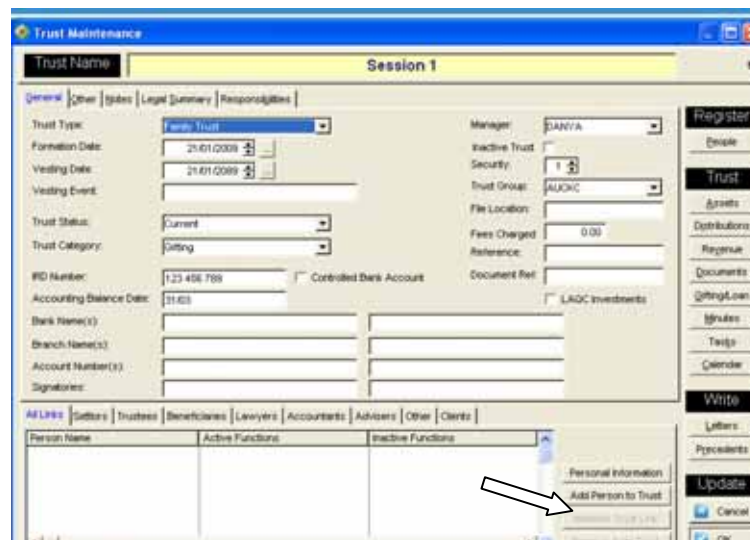 Trust Maintenance
Trust Name Session 1
General Other Notes Legal Summary Responsibilities
Trust Type: Family Trust Manager: DANYA
Formation Date: 21/01/2009 Inactive Trust
Vesting Date: 21/01/2089 Security: 1
Vesting Event: Trust Group: AUCKC
File Location:
Trust Status: Current Fees Charged 0.00
Trust Category: Gifting Reference:
IRD Number: 123 456 789 Controlled Bank Account Document Ref:
Accounting Balance Date: 31/03 LAQC Investments
Bank Name(s):
Branch Name(s):
Account Number(s):
Signatories:
All Links Settlors Trustees Beneficiaries Lawyers Accountants Advisers Other Clients
Person Name Active Functions Inactive Functions
Personal Information
Add Person to Trust
Remove Trust Link
Register
People
Trust
Assets
Distributions
Revenue
Documents
Gifting/Loan
Minutes
Tasks
Calendar
Write
Letters
Precedents
Update
Cancel
OK